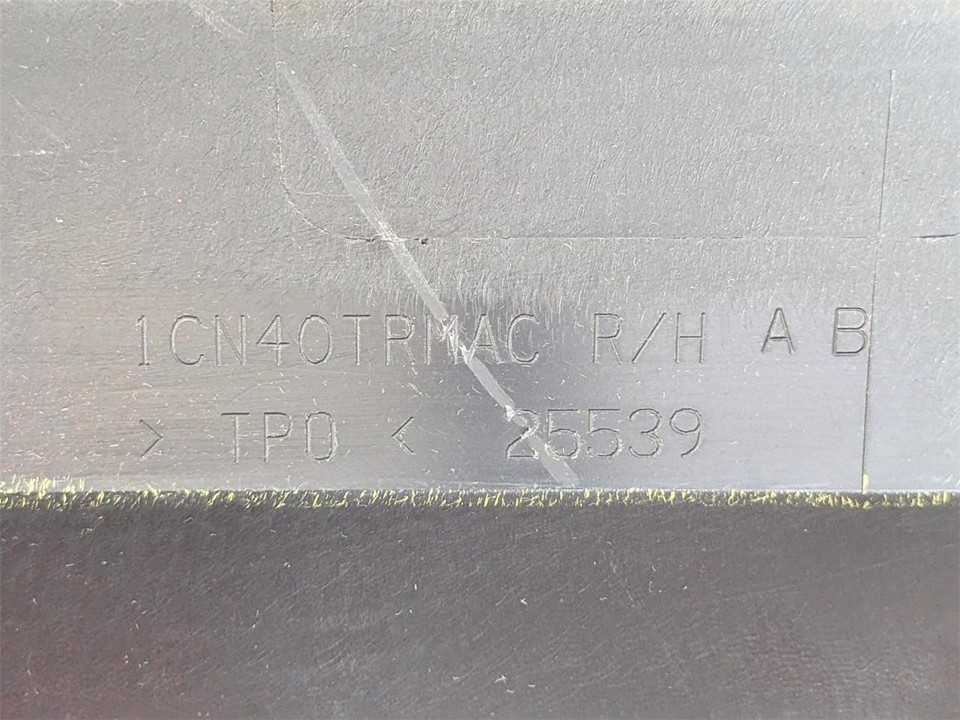 1CN40TRMAC R/H A B
> TPO < 25539